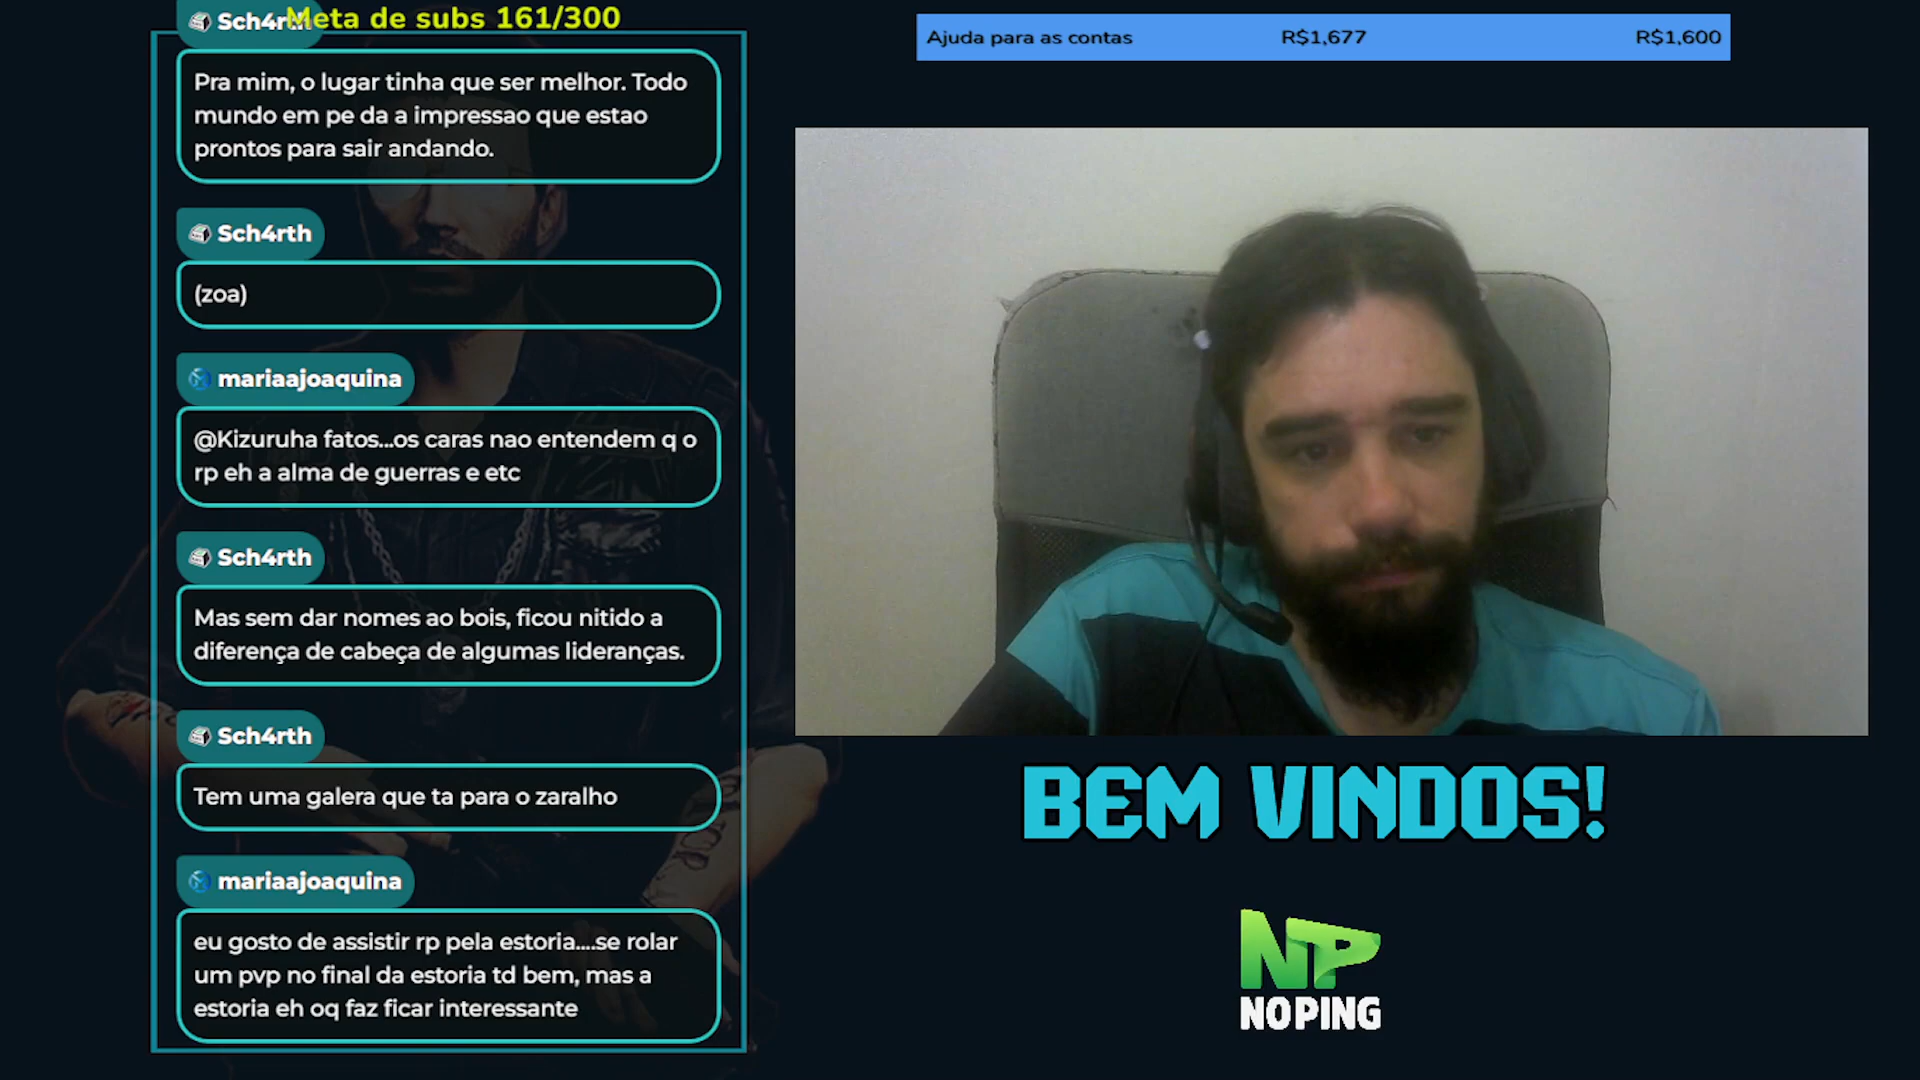 Sch4rth
Meta de subs 161/300
Pra mim, o lugar tinha que ser melhor. Todo
mundo em pe da a impressao que estao
prontos para sair andando.
Sch4rth
(zoa)
mariaajoaquina
@Kizuruha fatos...os caras nao entendem q o
rp eh a alma de guerras e etc
Sch4rth
Mas sem dar nomes ao bois, ficou nitido a
diferença de cabeça de algumas lideranças.
Sch4rth
Tem uma galera que ta para o zaralho
mariaajoaquina
eu gosto de assistir rp pela estoria....se rolar
um pvp no final da estoria td bem, mas a
estoria eh oq faz ficar interessante
Ajuda para as contas R$1,677 R$1,600
BEM VINDOS!
NP
NOPING